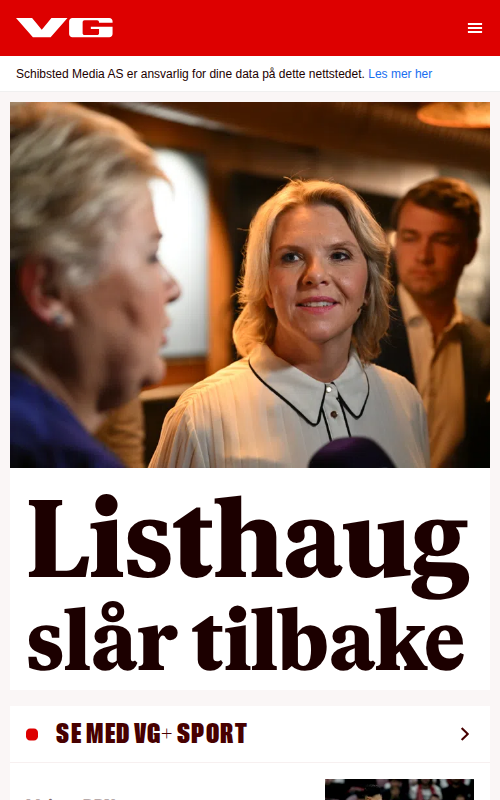 VG
Schibsted Media AS er ansvarlig for dine data på dette nettstedet. Les mer her
Listhaug
slår tilbake
SE MED VG+ SPORT